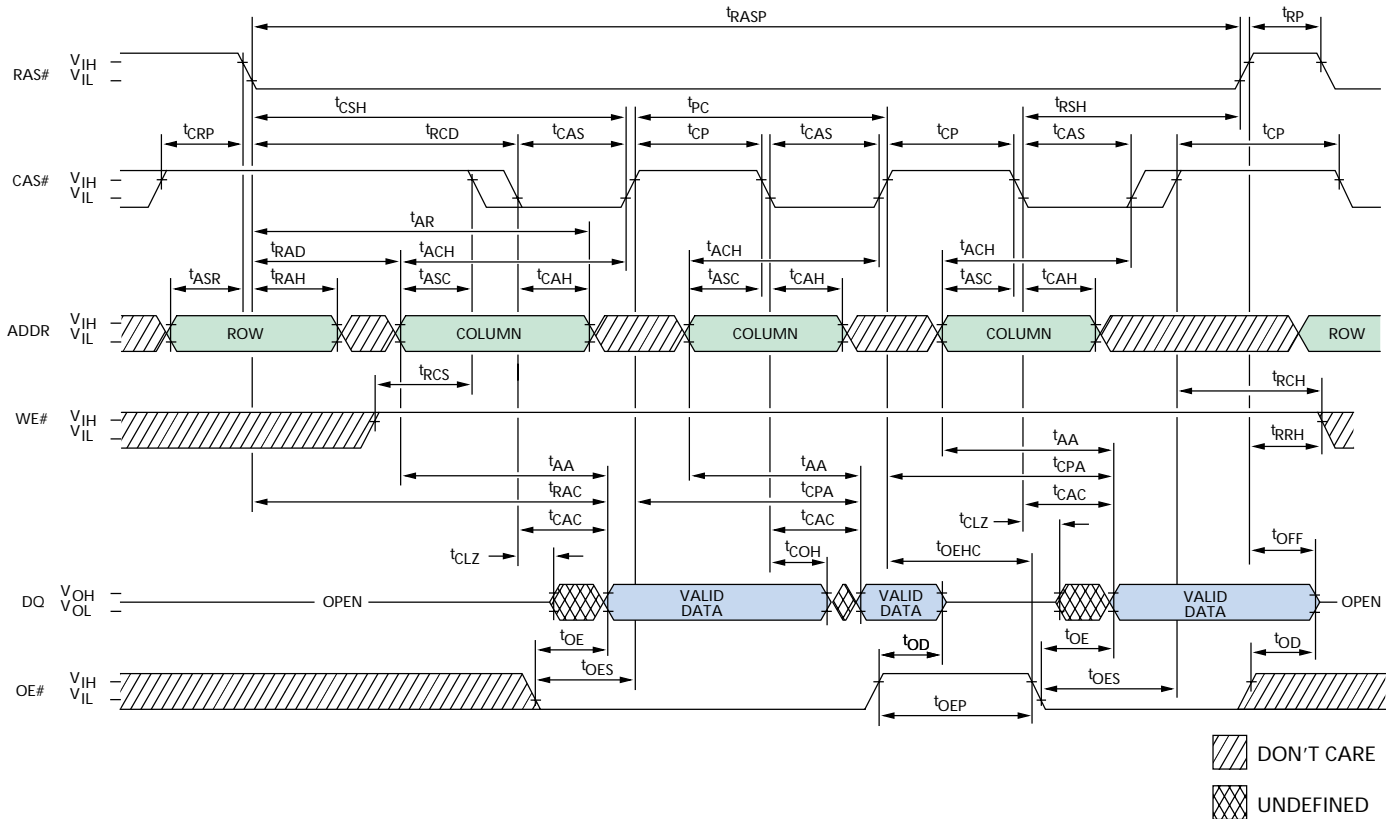 tRASP
tRP
RAS#
VIH
VIL
tCSH
tPC
tRSH
tCRP
tRCD
tCAS
tCP
tCAS
tCP
tCAS
tCP
CAS#
VIH
VIL
tAR
tRAD
tACH
tACH
tACH
tASR
tRAH
tASC
tCAH
tASC
tCAH
tASC
tCAH
ADDR
VIH
VIL
ROW
COLUMN
COLUMN
COLUMN
ROW
tRCS
tRCH
WE#
VIH
VIL
tRRH
tAA
tAA
tAA
tRAC
tCPA
tCPA
tCAC
tCAC
tCAC
tCLZ
tCOH
tOEHC
tCLZ
tOFF
DQ
VOH
VOL
OPEN
VALID
DATA
VALID
DATA
VALID
DATA
OPEN
tOE
tOD
tOE
tOD
tOES
tOES
OE#
VIH
VIL
tOEP
DON'T CARE
UNDEFINED